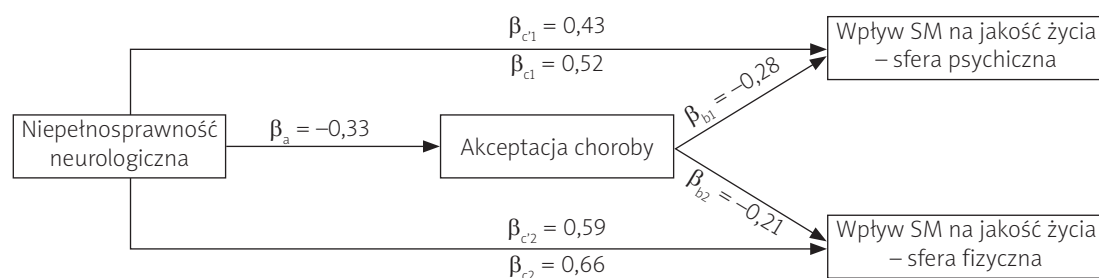 β_c'1 = 0,43
β_c1 = 0,52
Wpływ SM na jakość życia
– sfera psychiczna
β_b1 = –0,28
Niepełnosprawność
neurologiczna
β_a = –0,33
Akceptacja choroby
β_b2 = –0,21
β_c'2 = 0,59
β_c2 = 0,66
Wpływ SM na jakość życia
– sfera fizyczna